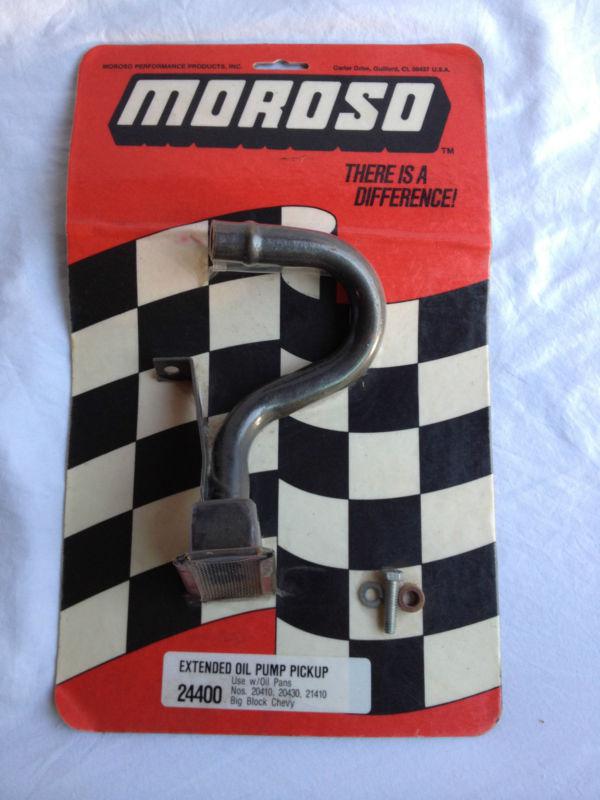 MOROSO PERFORMANCE PRODUCTS, INC.
Carter Drive, Guilford, Ct. 06437 U.S.A.
MOROSO
TM
THERE IS A
DIFFERENCE!
EXTENDED OIL PUMP PICKUP
24400
Use w/Oil Pans
Nos. 20410, 20430, 21410
Big Block Chevy